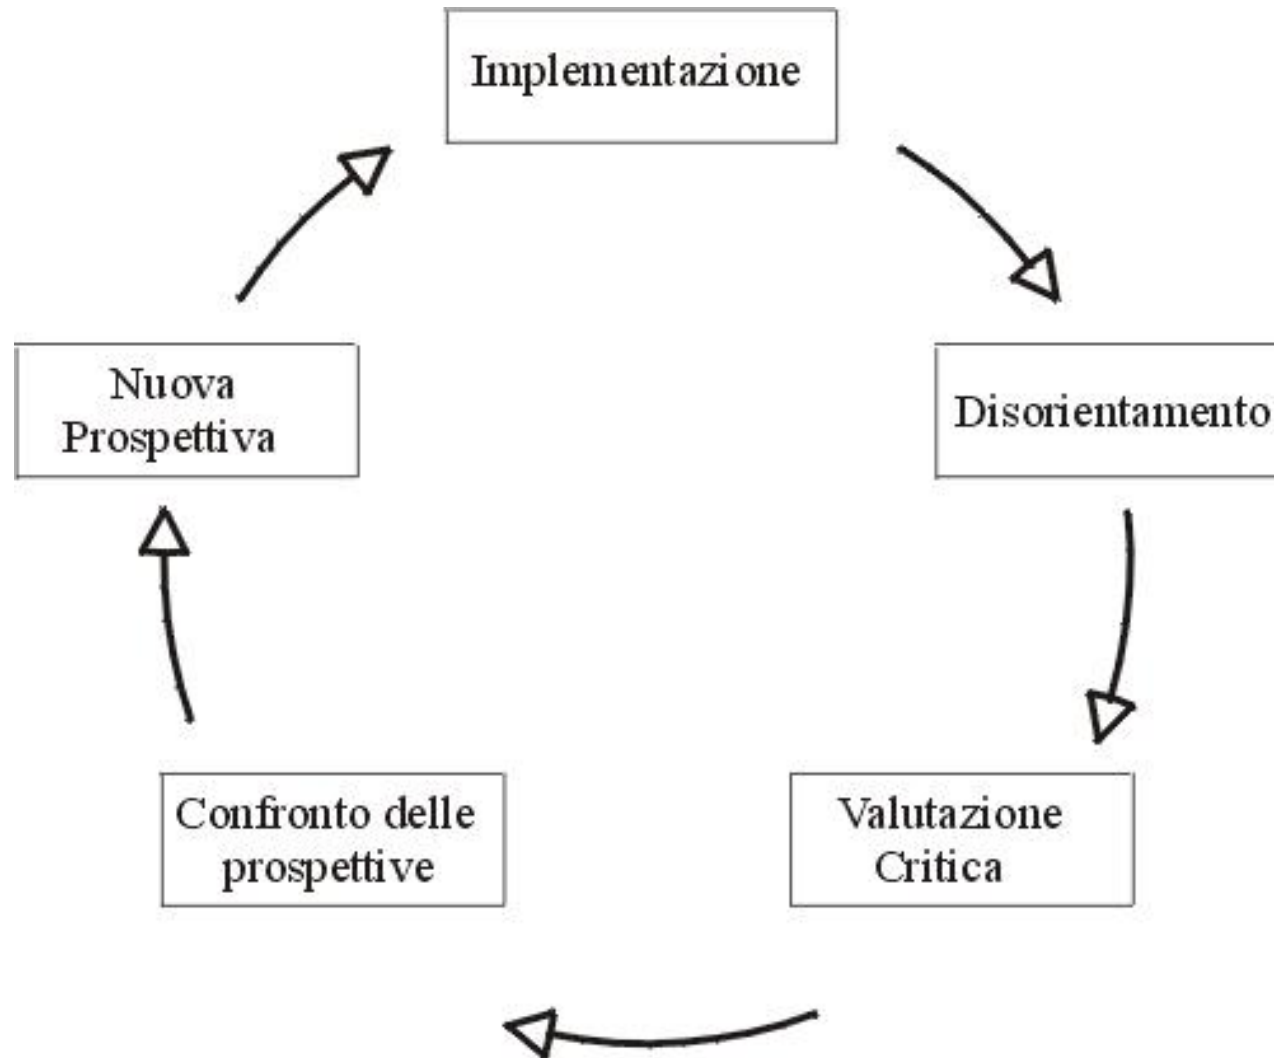 Implementazione
Nuova
Prospettiva
Disorientamento
Confronto delle
prospettive
Valutazione
Critica